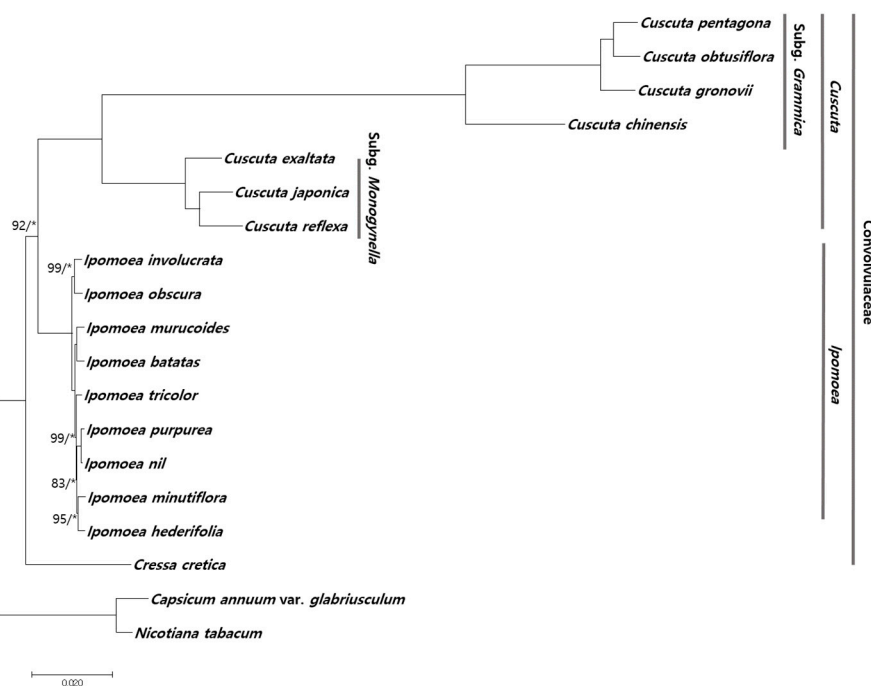 Cuscuta pentagona
Cuscuta obtusiflora
Cuscuta gronovii
Cuscuta chinensis
Subg. Grammica
Cuscuta
Cuscuta exaltata
Cuscuta japonica
Cuscuta reflexa
Subg. Monogynella
92/*
Convolvulaceae
99/*
Ipomoea involucrata
Ipomoea obscura
Ipomoea murucoides
Ipomoea batatas
Ipomoea tricolor
Ipomoea
99/*
Ipomoea purpurea
Ipomoea nil
83/*
Ipomoea minutiflora
95/*
Ipomoea hederifolia
Cressa cretica
Capsicum annuum var. glabriusculum
Nicotiana tabacum
0.020